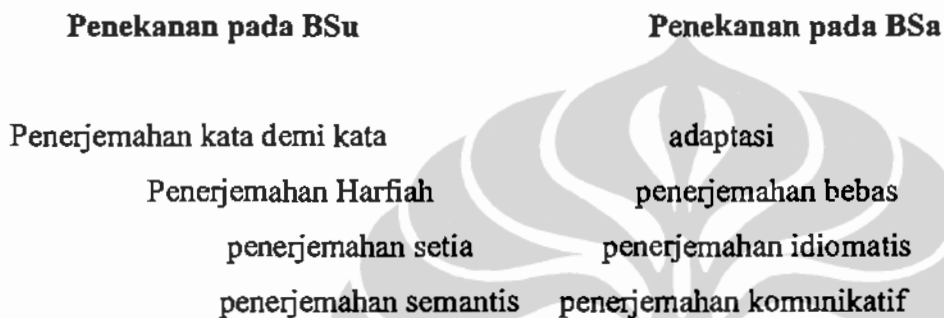 Penekanan pada BSu Penekanan pada BSa
Penerjemahan kata demi kata adaptasi
Penerjemahan Harfiah penerjemahan bebas
penerjemahan setia penerjemahan idiomatis
penerjemahan semantis penerjemahan komunikatif